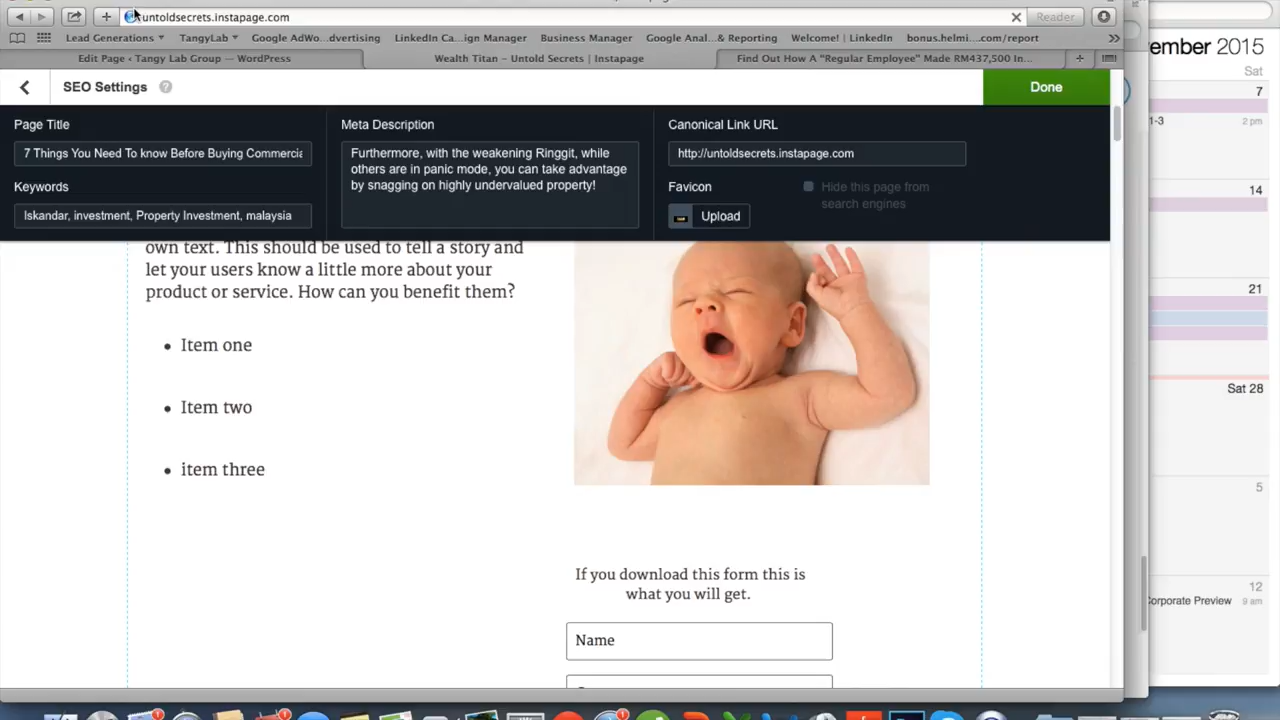 untoldsecrets.instapage.com
Reader
Lead Generations
TangyLab
Google AdWo...dvertising
LinkedIn Ca...ign Manager
Business Manager
Google Anal...& Reporting
Welcome! | LinkedIn
bonus.helmi....com/report
Edit Page ‹ Tangy Lab Group — WordPress
Wealth Titan – Untold Secrets | Instapage
Find Out How A "Regular Employee" Made RM437,500 In...
SEO Settings
Done
Page Title
7 Things You Need To know Before Buying Commercia
Keywords
Iskandar, investment, Property Investment, malaysia
Meta Description
Furthermore, with the weakening Ringgit, while
others are in panic mode, you can take advantage
by snagging on highly undervalued property!
Canonical Link URL
http://untoldsecrets.instapage.com
Favicon
Upload
Hide this page from
search engines
own text. This should be used to tell a story and
let your users know a little more about your
product or service. How can you benefit them?
Item one
Item two
item three
If you download this form this is
what you will get.
Name
ember 2015
Sat
7
1-3
2 pm
14
21
Sat 28
5
12
Corporate Preview
9 am